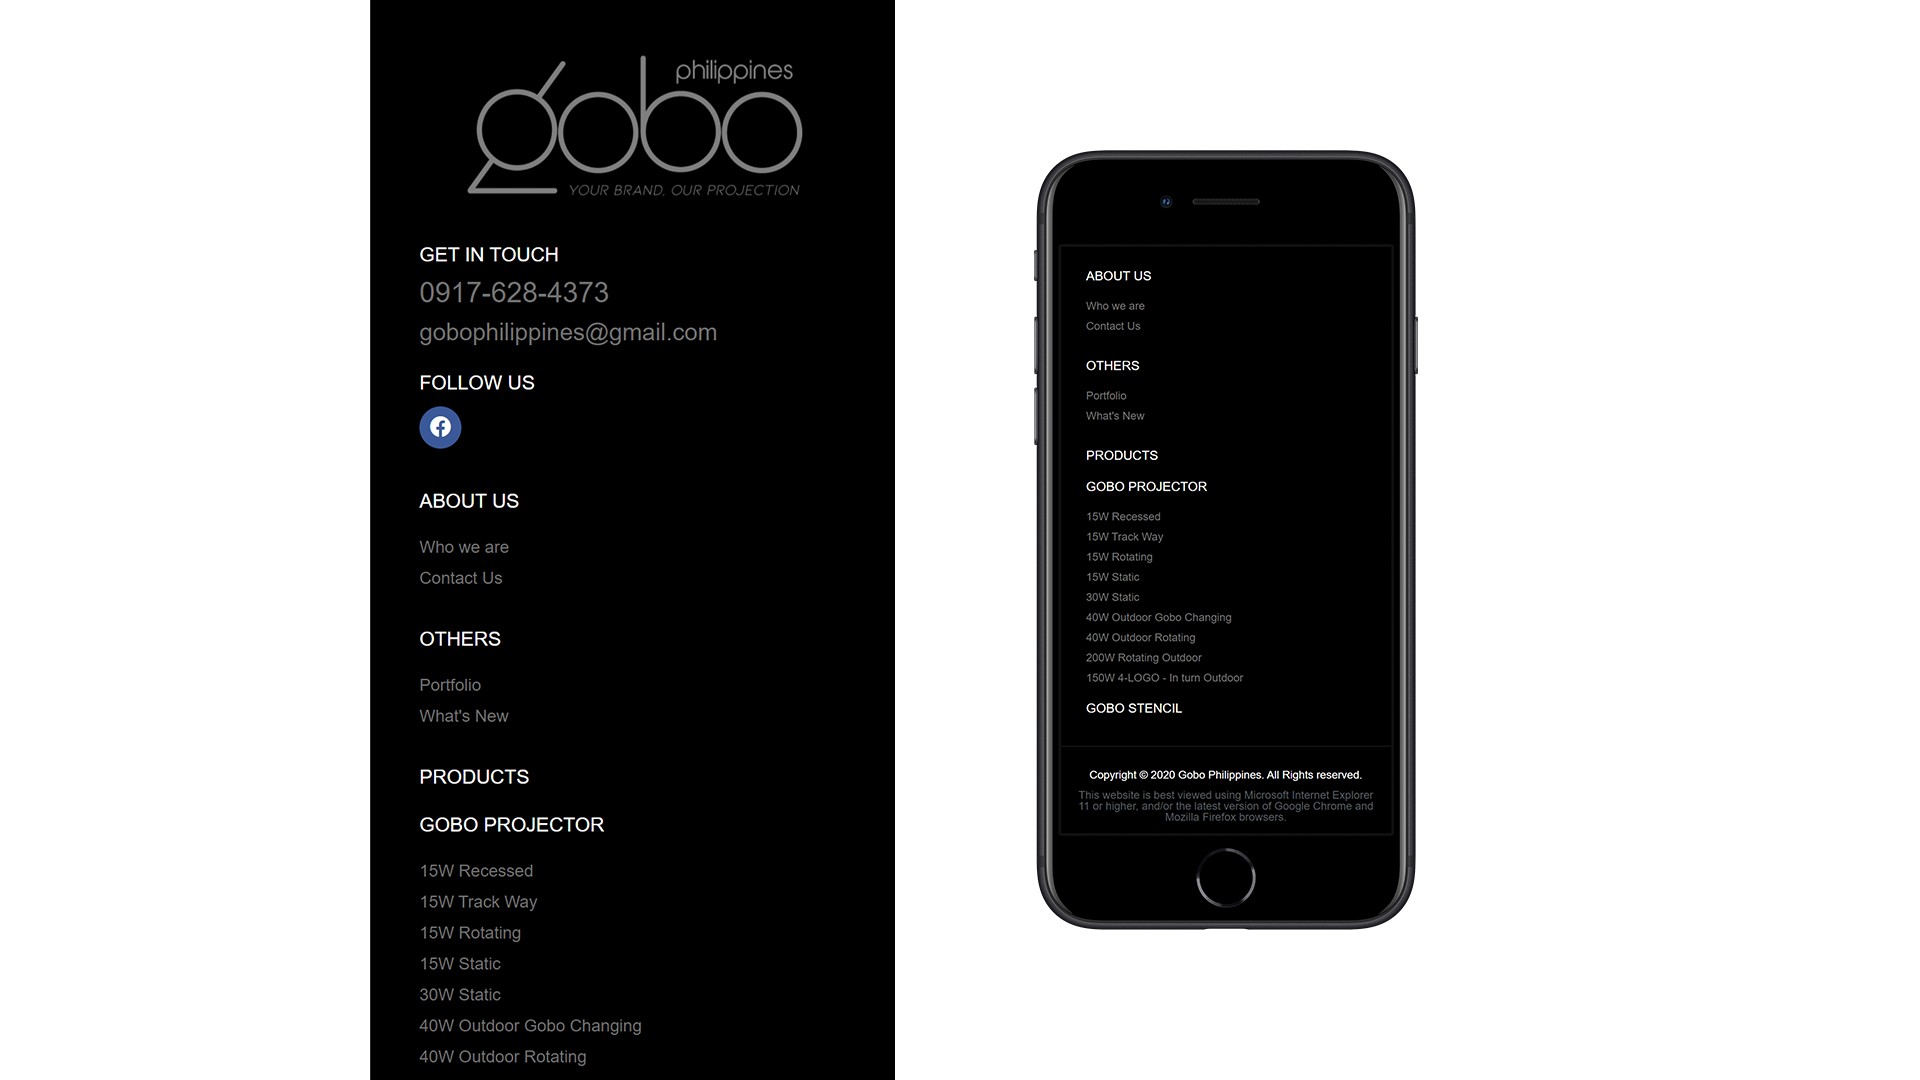 philippines
gobo
YOUR BRAND. OUR PROJECTION
GET IN TOUCH
0917-628-4373
gobophilippines@gmail.com
FOLLOW US
ABOUT US
Who we are
Contact Us
OTHERS
Portfolio
What's New
PRODUCTS
GOBO PROJECTOR
15W Recessed
15W Track Way
15W Rotating
15W Static
30W Static
40W Outdoor Gobo Changing
40W Outdoor Rotating
ABOUT US
Who we are
Contact Us
OTHERS
Portfolio
What's New
PRODUCTS
GOBO PROJECTOR
15W Recessed
15W Track Way
15W Rotating
15W Static
30W Static
40W Outdoor Gobo Changing
40W Outdoor Rotating
200W Rotating Outdoor
150W 4-LOGO - In turn Outdoor
GOBO STENCIL
Copyright © 2020 Gobo Philippines. All Rights reserved.
This website is best viewed using Microsoft Internet Explorer
11 or higher, and/or the latest version of Google Chrome and
Mozilla Firefox browsers.